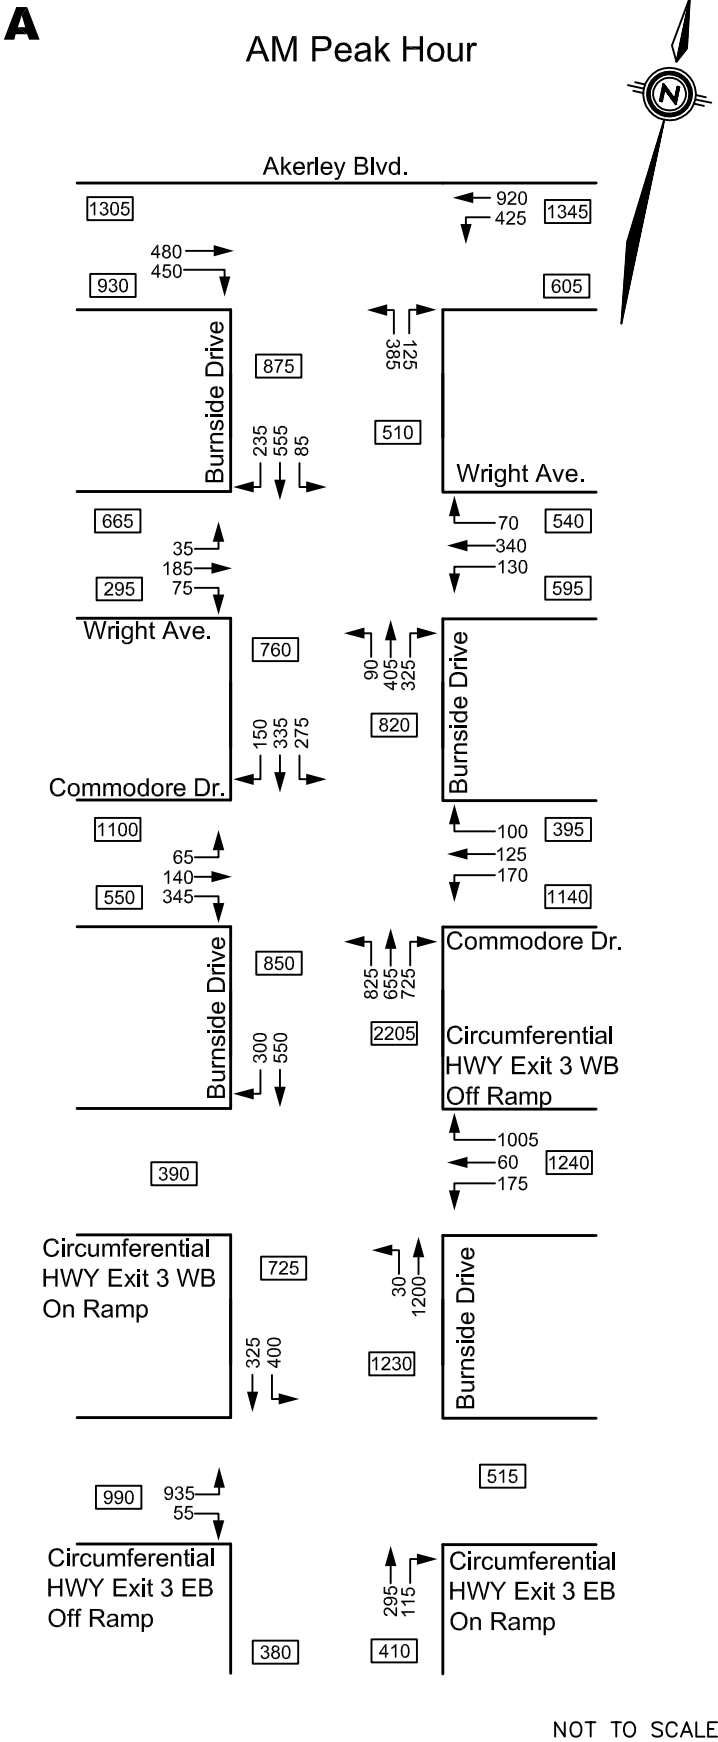 A
AM Peak Hour
N
Akerley Blvd.
1305
920
425
1345
480
450
930
605
Burnside Drive
875
385
125
510
235
555
85
Wright Ave.
665
70
540
35
340
185
130
295
75
595
Wright Ave.
760
90
405
325
Burnside Drive
820
150
335
275
Commodore Dr.
1100
100
395
65
125
140
170
550
345
1140
Burnside Drive
850
825
655
725
Commodore Dr.
2205
Circumferential
HWY Exit 3 WB
Off Ramp
300
550
1005
390
60
1240
175
Circumferential
HWY Exit 3 WB
On Ramp
725
30
1200
Burnside Drive
325
400
1230
515
990
935
55
Circumferential
HWY Exit 3 EB
Off Ramp
295
115
Circumferential
HWY Exit 3 EB
On Ramp
380
410
NOT TO SCALE